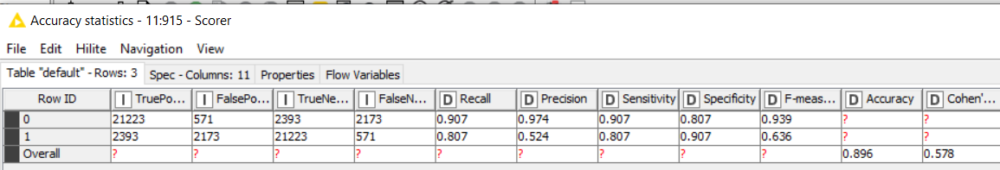 Accuracy statistics - 11:915 - Scorer
File Edit Hilite Navigation View
Table "default" - Rows: 3 Spec - Columns: 11 Properties Flow Variables
Row ID I TruePo... I FalsePo... I TrueNe... I FalseN... D Recall D Precision D Sensitivity D Specificity D F-meas... D Accuracy D Cohen'...
0 21223 571 2393 2173 0.907 0.974 0.907 0.807 0.939 ? ?
1 2393 2173 21223 571 0.807 0.524 0.807 0.907 0.636 ? ?
Overall ? ? ? ? ? ? ? ? ? 0.896 0.578